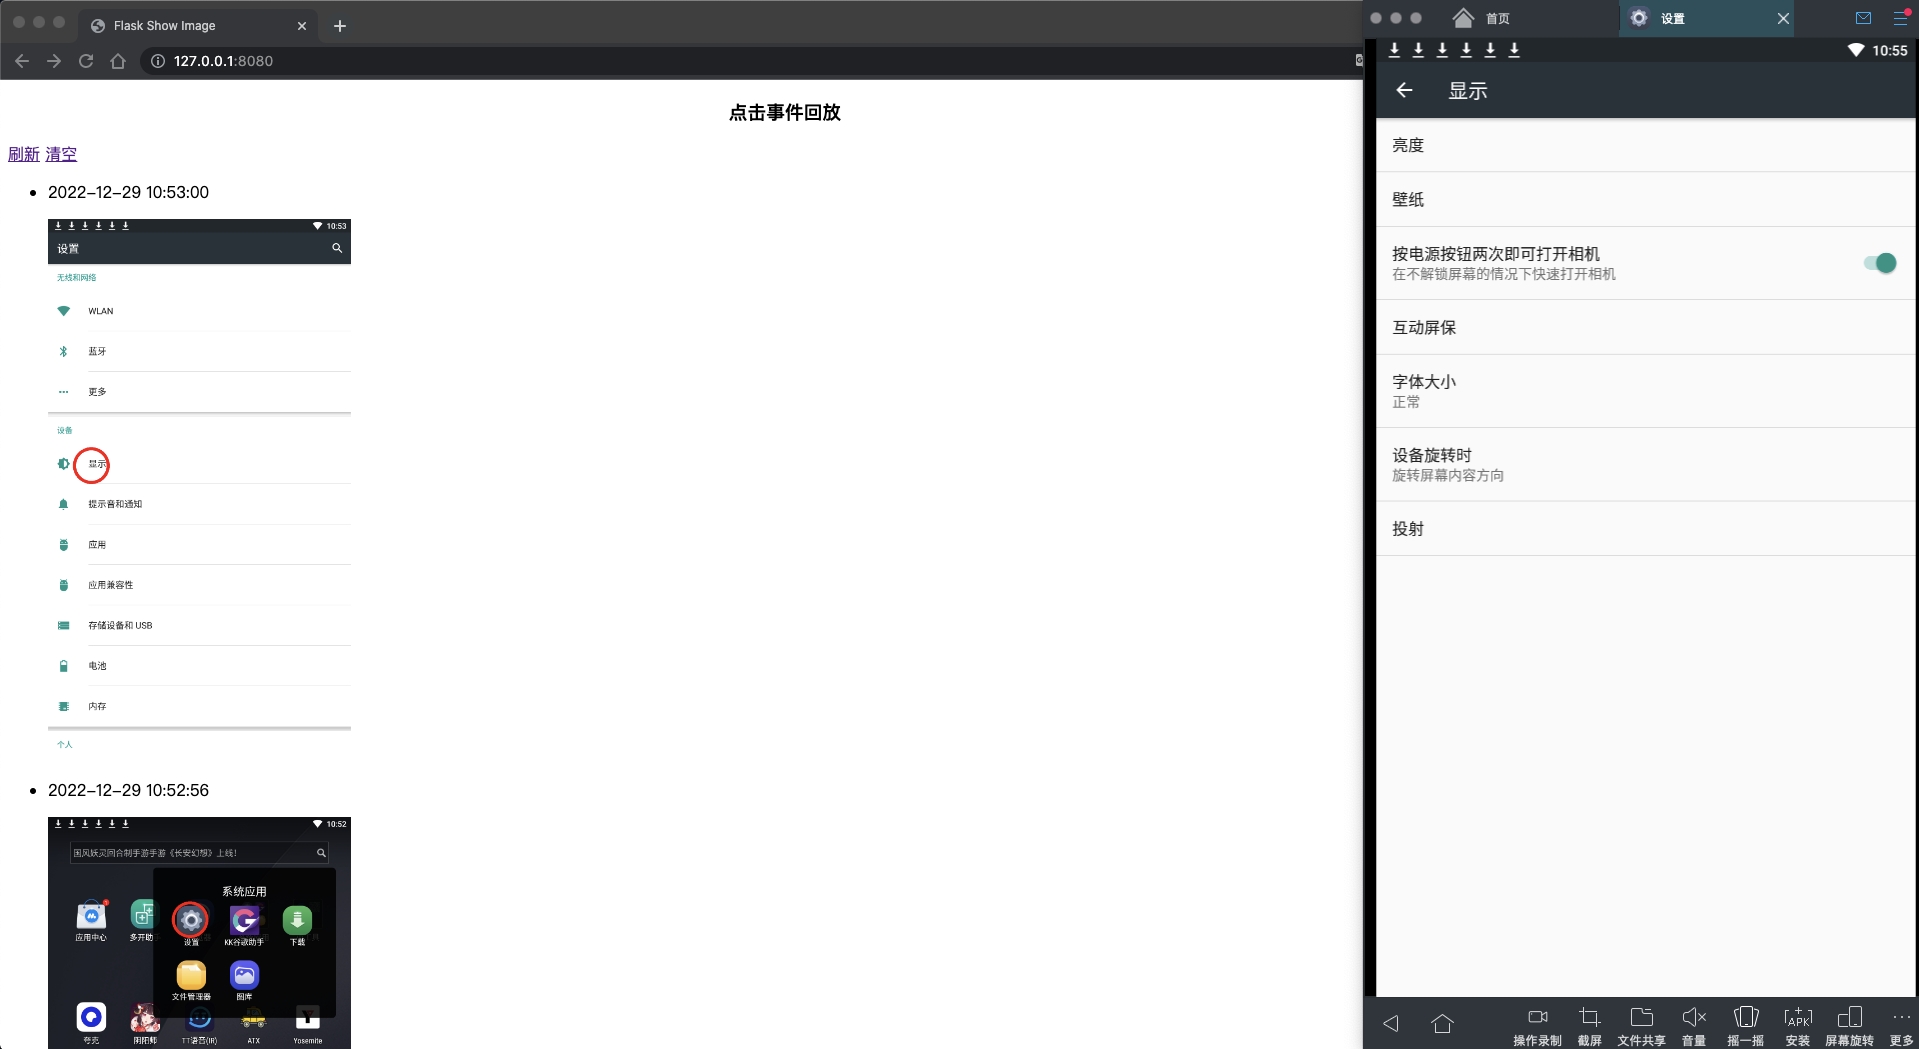 Flask Show Image
127.0.0.1:8080
点击事件回放
刷新 清空
2022-12-29 10:53:00
10:53
设置
无线和网络
WLAN
蓝牙
更多
设备
显示
提示音和通知
应用
应用兼容性
存储设备和 USB
电池
内存
个人
2022-12-29 10:52:56
10:52
国风妖灵回合制手游手游《长安幻想》上线!
系统应用
应用中心
多开助
设置
KK谷歌助手
下载
文件管理器
图库
夸克
阴阳师
TT语音(IR)
ATX
Yosemite
首页
设置
10:55
显示
亮度
壁纸
按电源按钮两次即可打开相机
在不解锁屏幕的情况下快速打开相机
互动屏保
字体大小
正常
设备旋转时
旋转屏幕内容方向
投射
APK
操作录制
截屏
文件共享
音量
摇一摇
安装
屏幕旋转
更多